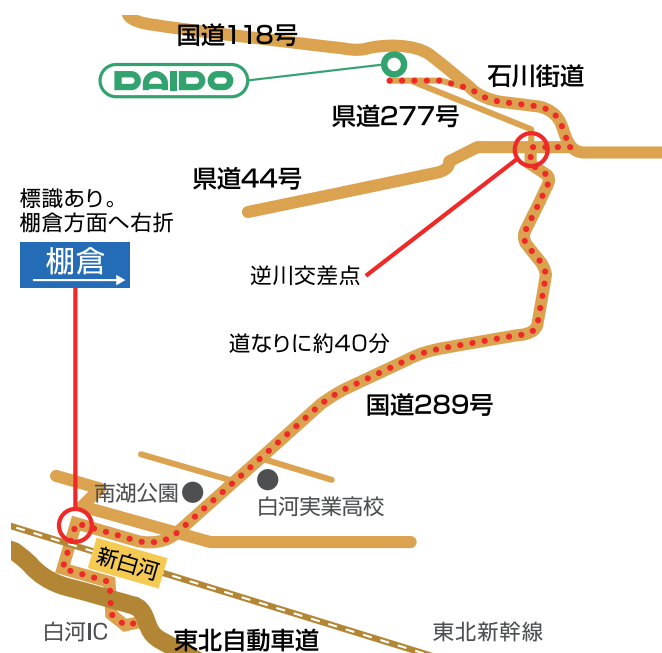 国道118号
DAIDO
石川街道
県道277号
県道44号
標識あり。
棚倉方面へ右折
棚倉
逆川交差点
道なりに約40分
国道289号
南湖公園
白河実業高校
新白河
白河IC
東北自動車道
東北新幹線